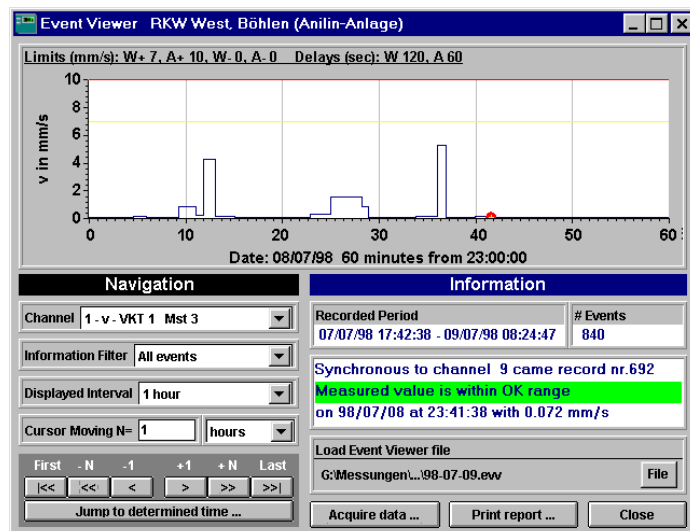 Event Viewer RKW West, Böhlen (Anilin-Anlage)
Limits (mm/s): W+ 7, A+ 10, W- 0, A- 0 Delays (sec): W 120, A 60
v in mm/s
10
8
6
4
2
0
0 10 20 30 40 50 60
Date: 08/07/98 60 minutes from 23:00:00
Navigation
Channel 1 - v - VKT 1 Mst 3
Information Filter All events
Displayed Interval 1 hour
Cursor Moving N= 1 hours
First - N -1 +1 + N Last
|<< << < > >> >>|
Jump to determined time ...
Information
Recorded Period # Events
07/07/98 17:42:38 - 09/07/98 08:24:47 840
Synchronous to channel 9 came record nr.692
Measured value is within OK range
on 98/07/08 at 23:41:38 with 0.072 mm/s
Load Event Viewer file
G:\Messungen\...\98-07-09.evv File
Acquire data ... Print report ... Close